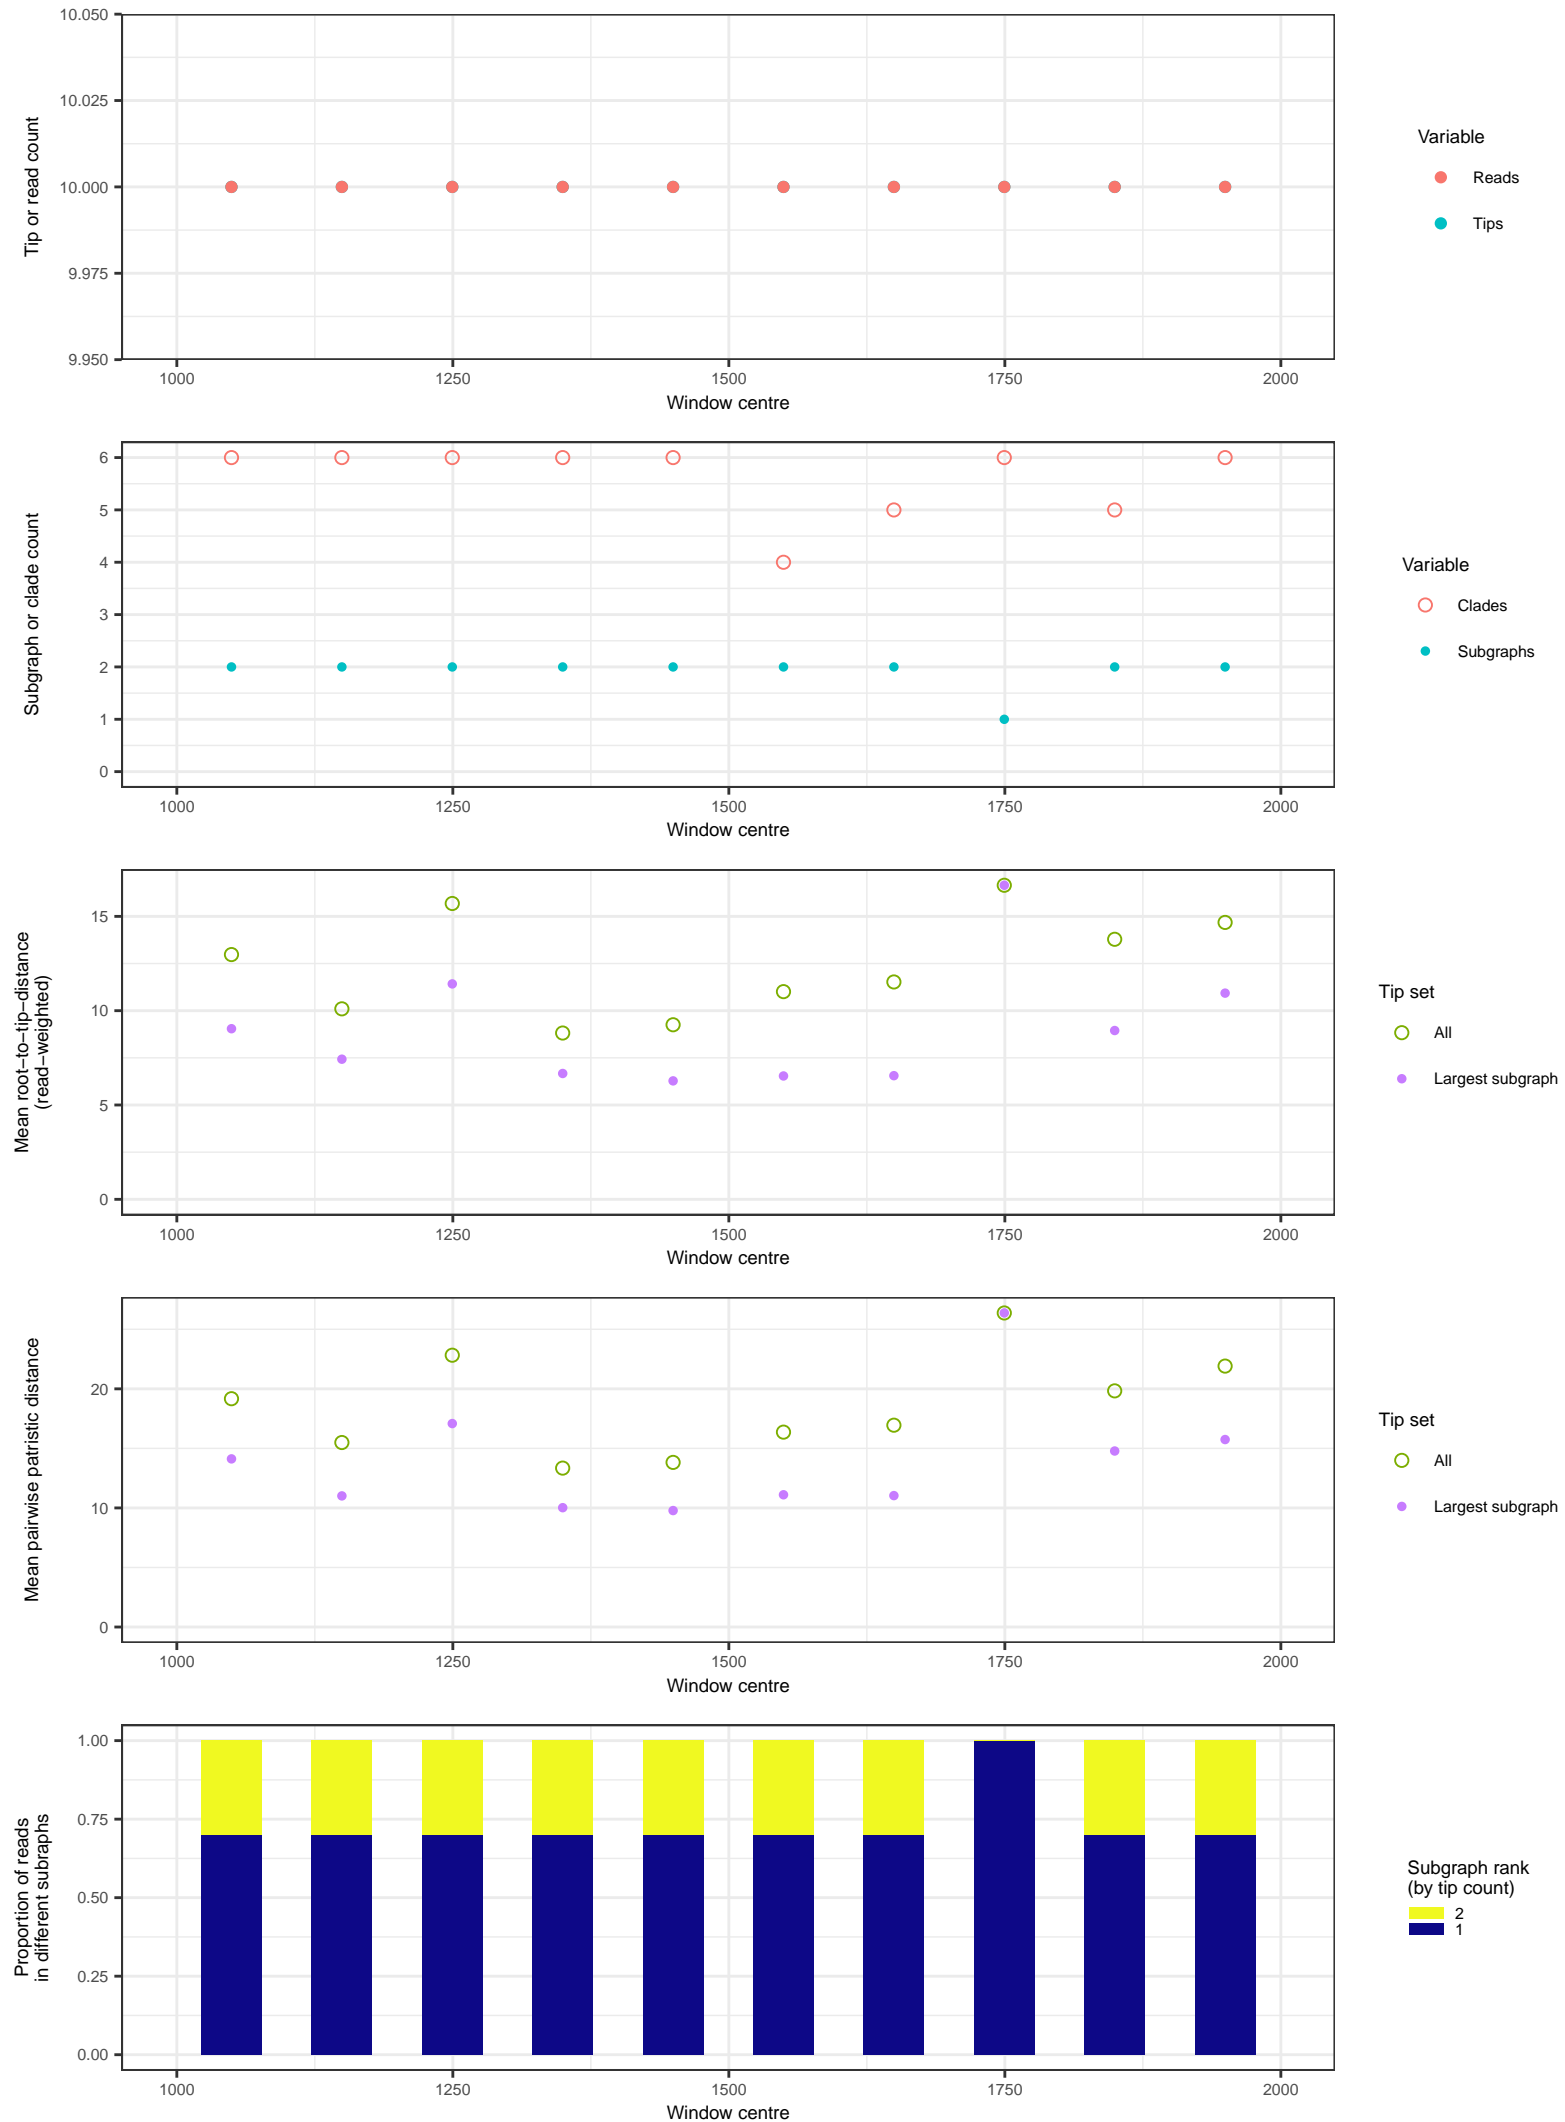 10.050
10.025
10.000
9.975
9.950
Tip or read count
1000 1250 1500 1750 2000
Window centre
Variable
Reads
Tips
6
5
4
3
2
1
0
Subgraph or clade count
1000 1250 1500 1750 2000
Window centre
Variable
Clades
Subgraphs
15
10
5
0
Mean root−to−tip−distance
(read−weighted)
1000 1250 1500 1750 2000
Window centre
Tip set
All
Largest subgraph
20
10
0
Mean pairwise patristic distance
1000 1250 1500 1750 2000
Window centre
Tip set
All
Largest subgraph
1.00
0.75
0.50
0.25
0.00
Proportion of reads
in different subraphs
1000 1250 1500 1750 2000
Window centre
Subgraph rank
(by tip count)
2
1